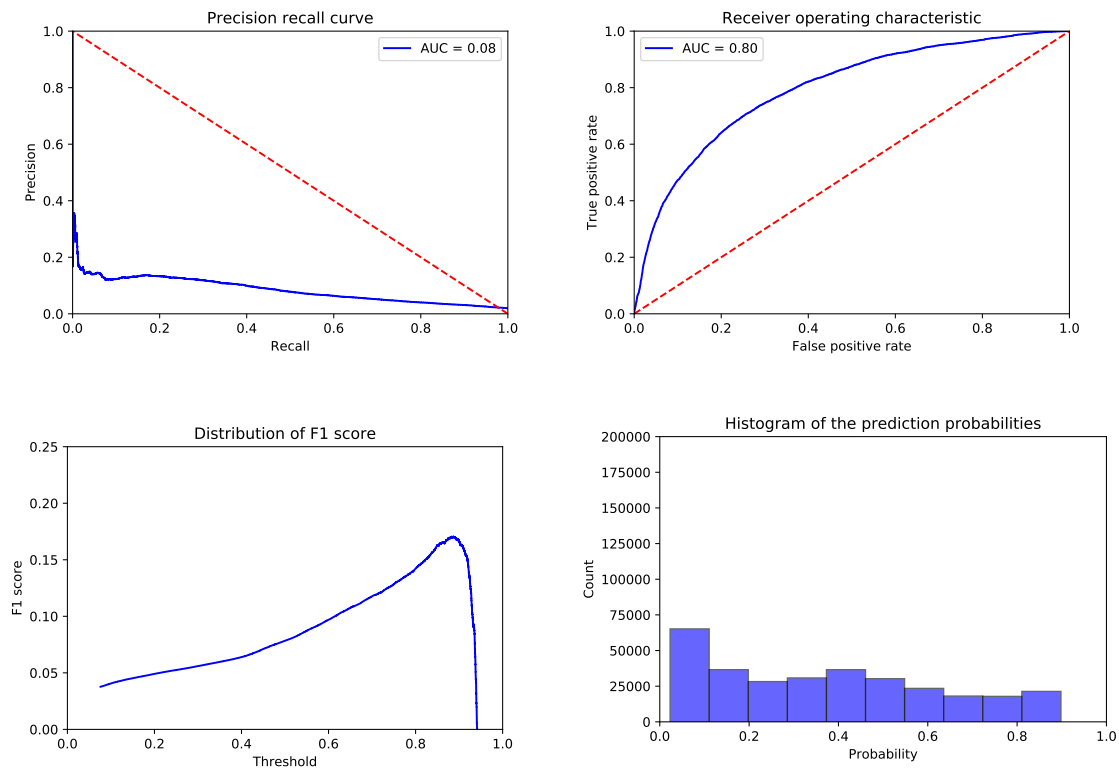 Precision recall curve
AUC = 0.08
1.0
0.8
0.6
0.4
0.2
0.0
Precision
0.0 0.2 0.4 0.6 0.8 1.0
Recall
Receiver operating characteristic
AUC = 0.80
1.0
0.8
0.6
0.4
0.2
0.0
True positive rate
0.0 0.2 0.4 0.6 0.8 1.0
False positive rate
Distribution of F1 score
0.25
0.20
0.15
0.10
0.05
0.00
F1 score
0.0 0.2 0.4 0.6 0.8 1.0
Threshold
Histogram of the prediction probabilities
200000
175000
150000
125000
100000
75000
50000
25000
0
Count
0.0 0.2 0.4 0.6 0.8 1.0
Probability